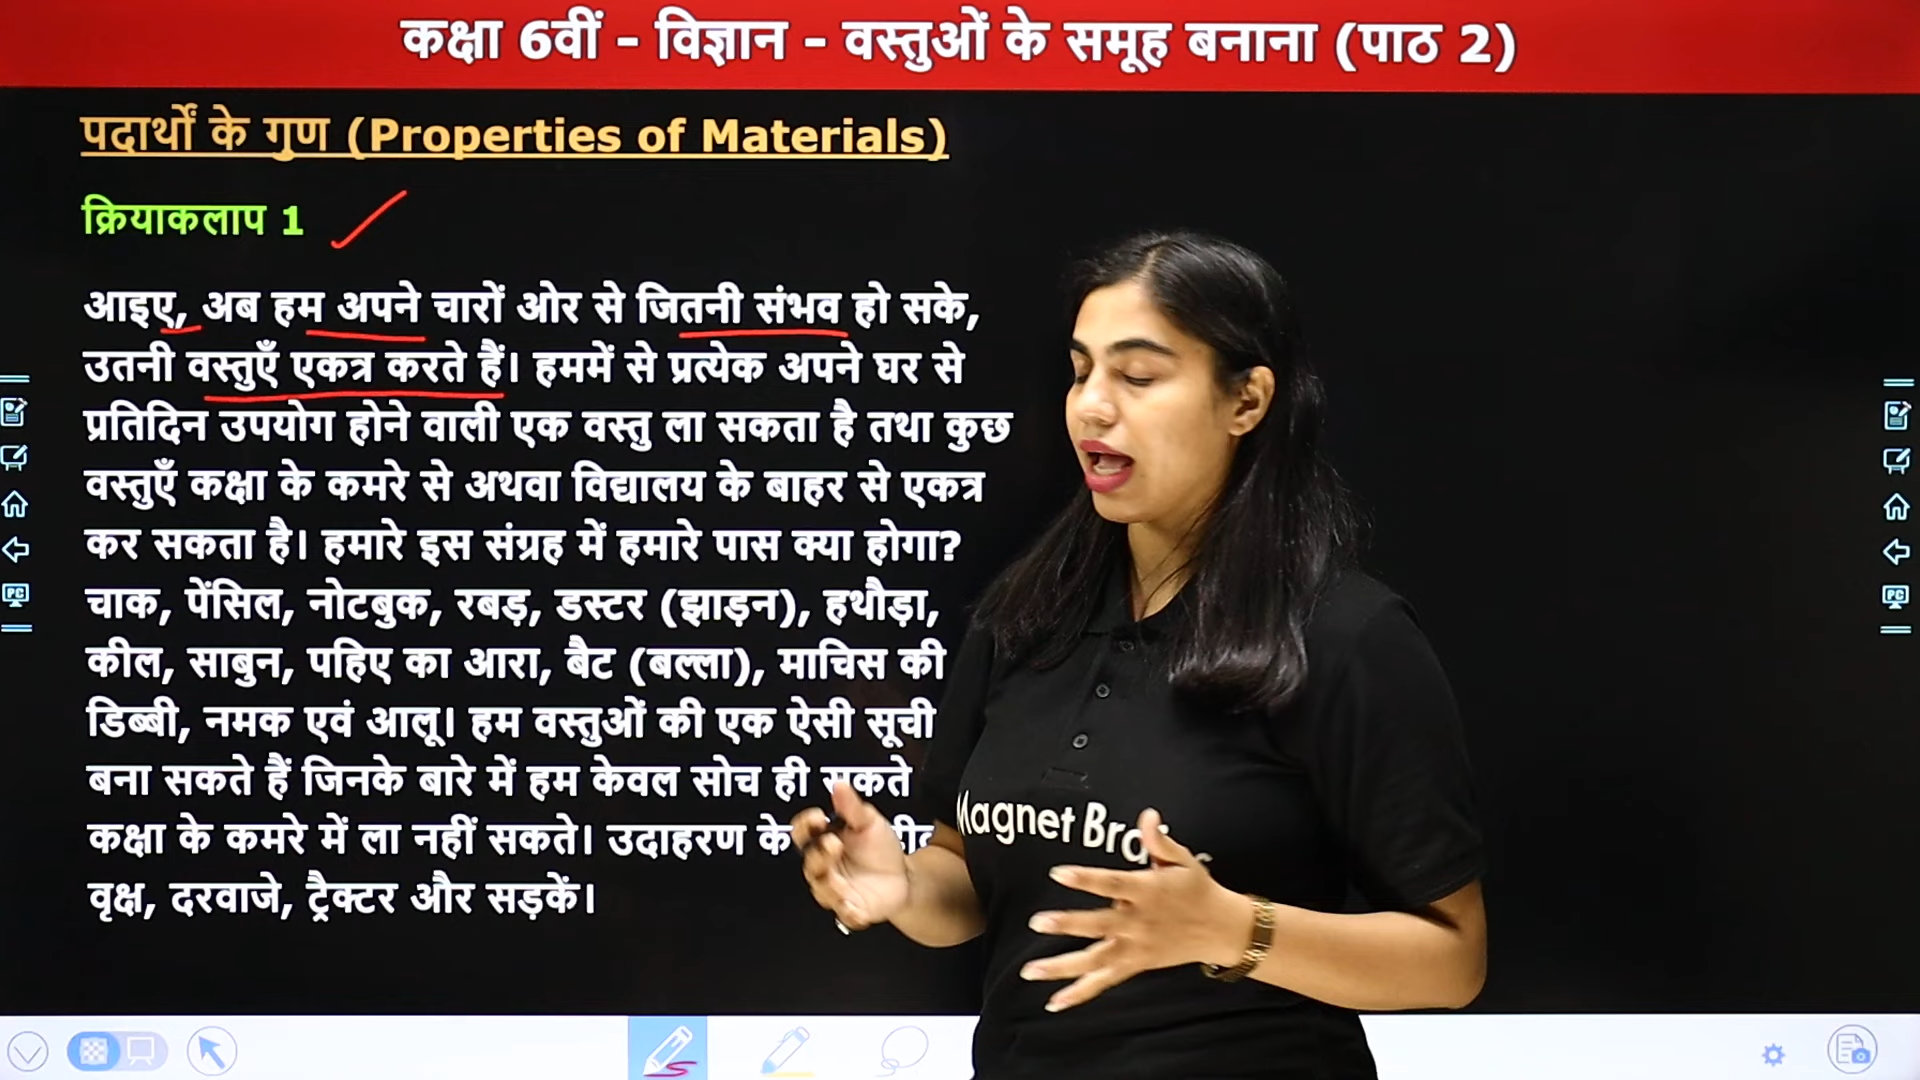 कक्षा 6वीं - विज्ञान - वस्तुओं के समूह बनाना (पाठ 2)
पदार्थों के गुण (Properties of Materials)
क्रियाकलाप 1
आइए, अब हम अपने चारों ओर से जितनी संभव हो सके,
उतनी वस्तुएँ एकत्र करते हैं। हममें से प्रत्येक अपने घर से
प्रतिदिन उपयोग होने वाली एक वस्तु ला सकता है तथा कुछ
वस्तुएँ कक्षा के कमरे से अथवा विद्यालय के बाहर से एकत्र
कर सकता है। हमारे इस संग्रह में हमारे पास क्या होगा?
चाक, पेंसिल, नोटबुक, रबड़, डस्टर (झाड़न), हथौड़ा,
कील, साबुन, पहिए का आरा, बैट (बल्ला), माचिस की
डिब्बी, नमक एवं आलू। हम वस्तुओं की एक ऐसी सूची
बना सकते हैं जिनके बारे में हम केवल सोच ही सकते
कक्षा के कमरे में ला नहीं सकते। उदाहरण के
वृक्ष, दरवाजे, ट्रैक्टर और सड़कें।
Magnet
PC
PC